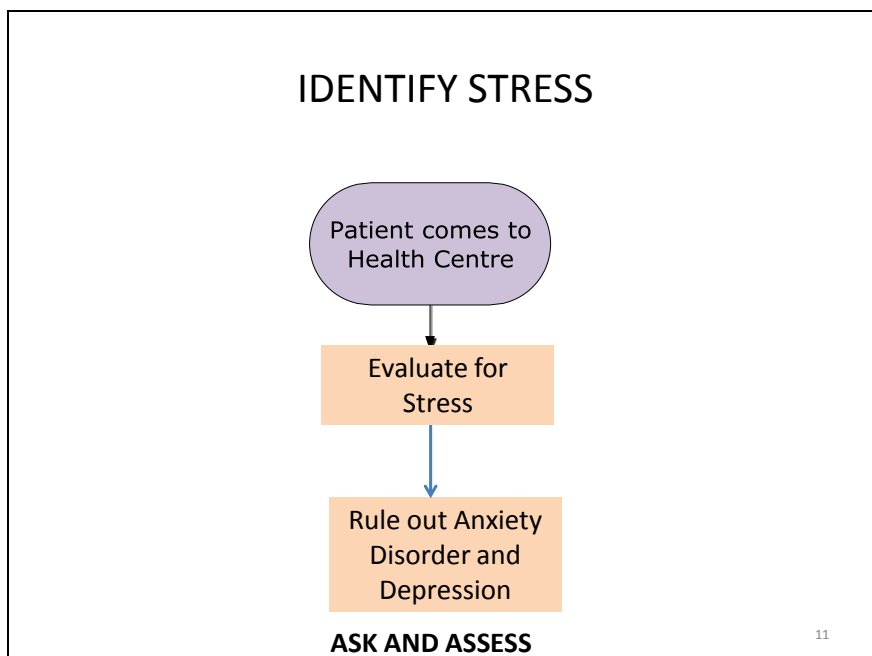 IDENTIFY STRESS
Patient comes to
Health Centre
Evaluate for
Stress
Rule out Anxiety
Disorder and
Depression
ASK AND ASSESS
11